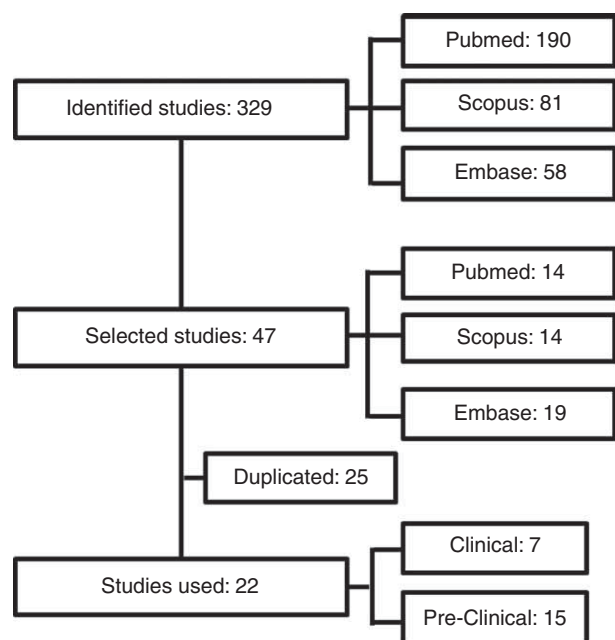 Identified studies: 329
Pubmed: 190
Scopus: 81
Embase: 58
Selected studies: 47
Pubmed: 14
Scopus: 14
Embase: 19
Duplicated: 25
Studies used: 22
Clinical: 7
Pre-Clinical: 15